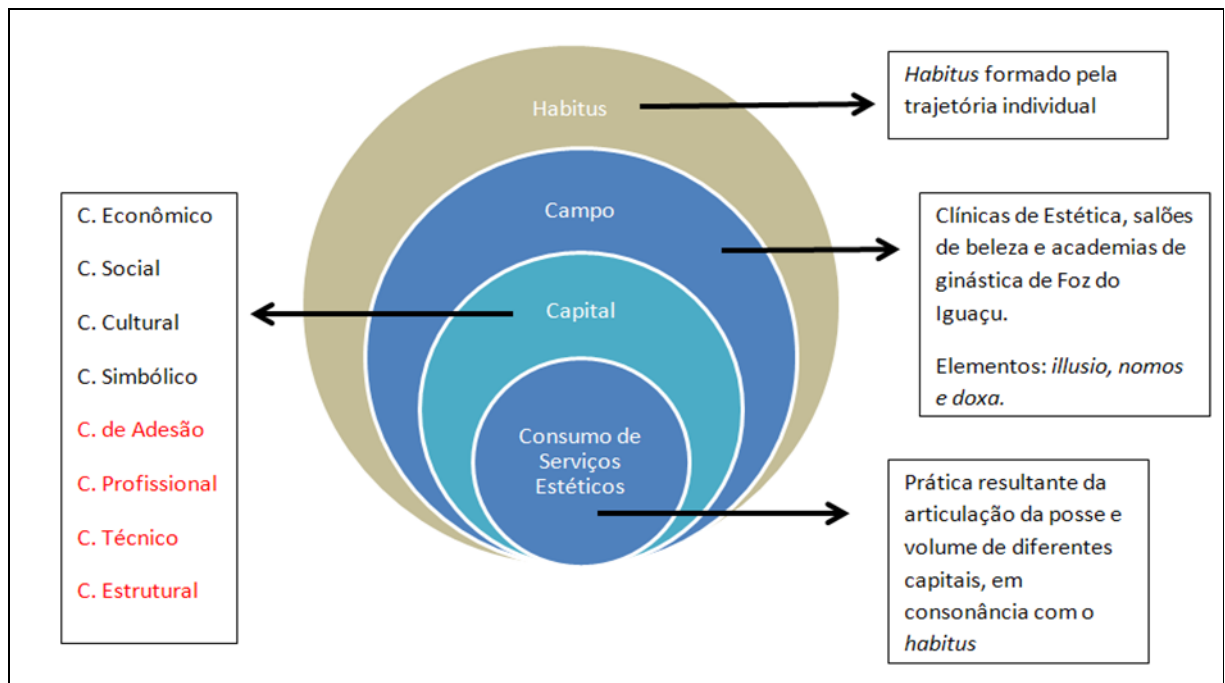 Habitus
Campo
Capital
Consumo de
Serviços
Estéticos
C. Econômico
C. Social
C. Cultural
C. Simbólico
C. de Adesão
C. Profissional
C. Técnico
C. Estrutural
Habitus formado pela
trajetória individual
Clínicas de Estética, salões
de beleza e academias de
ginástica de Foz do
Iguaçu.
Elementos: illusio, nomos
e doxa.
Prática resultante da
articulação da posse e
volume de diferentes
capitais, em
consonância com o
habitus